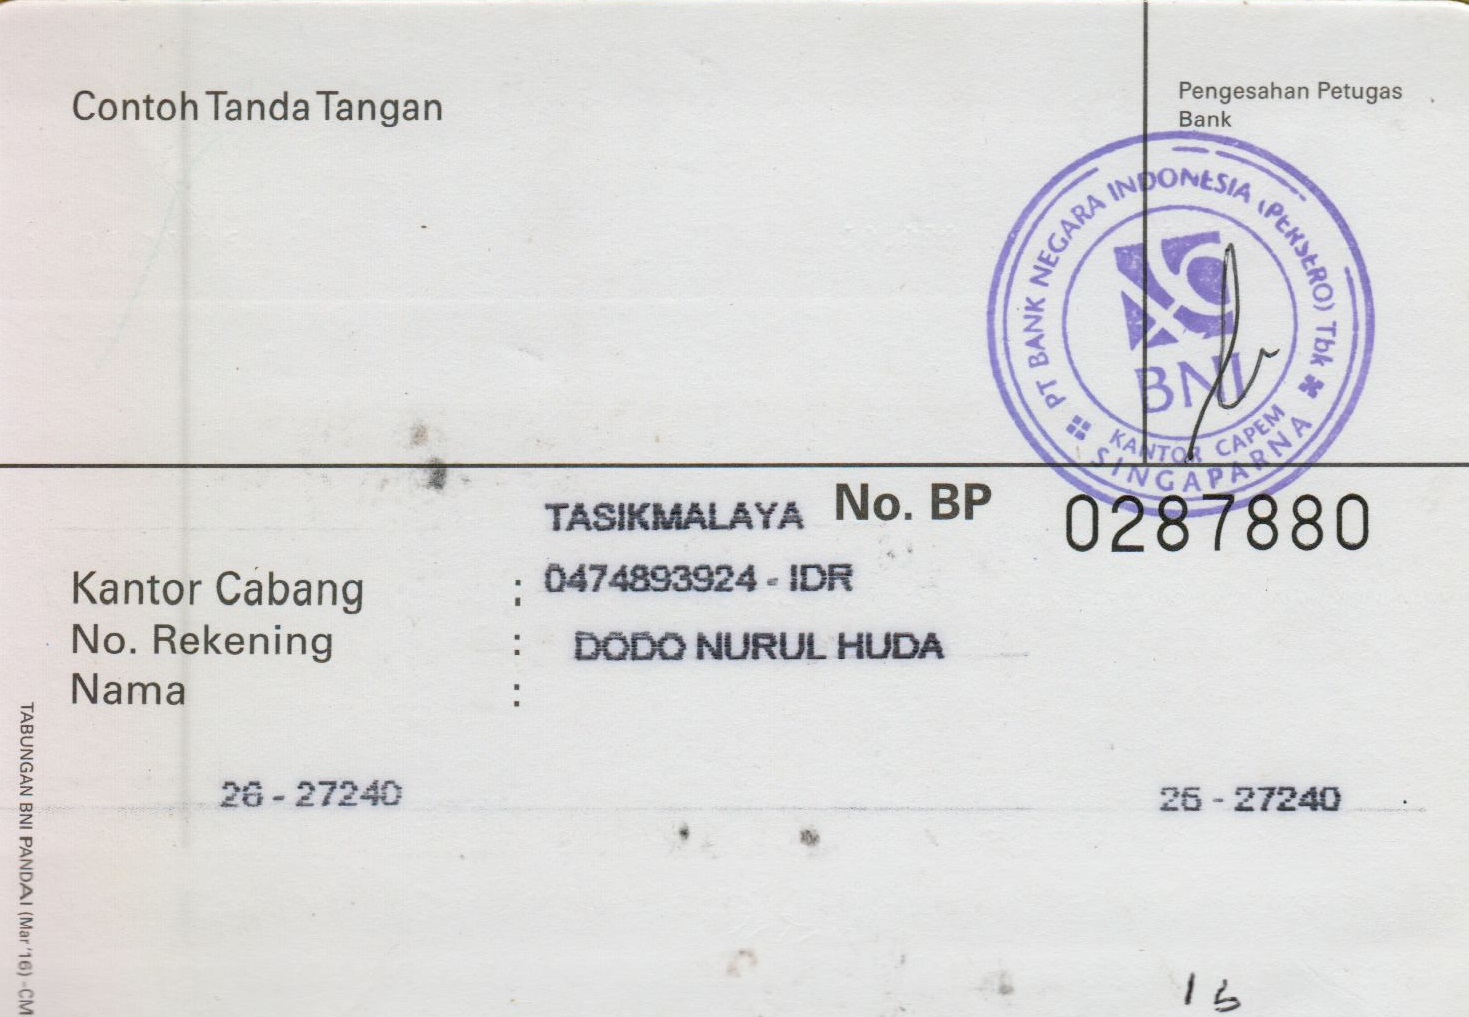 Contoh Tanda Tangan
Pengesahan Petugas
Bank
PT BANK NEGARA INDONESIA (PERSERO) Tbk
BNI
KANTOR CAPEM
SINGAPARNA
TASIKMALAYA No. BP 0287880
Kantor Cabang : 0474893924 - IDR
No. Rekening : DODO NURUL HUDA
Nama :
26 - 27240 26 - 27240
TABUNGAN BNI PANDAI (Mar '16) - CM